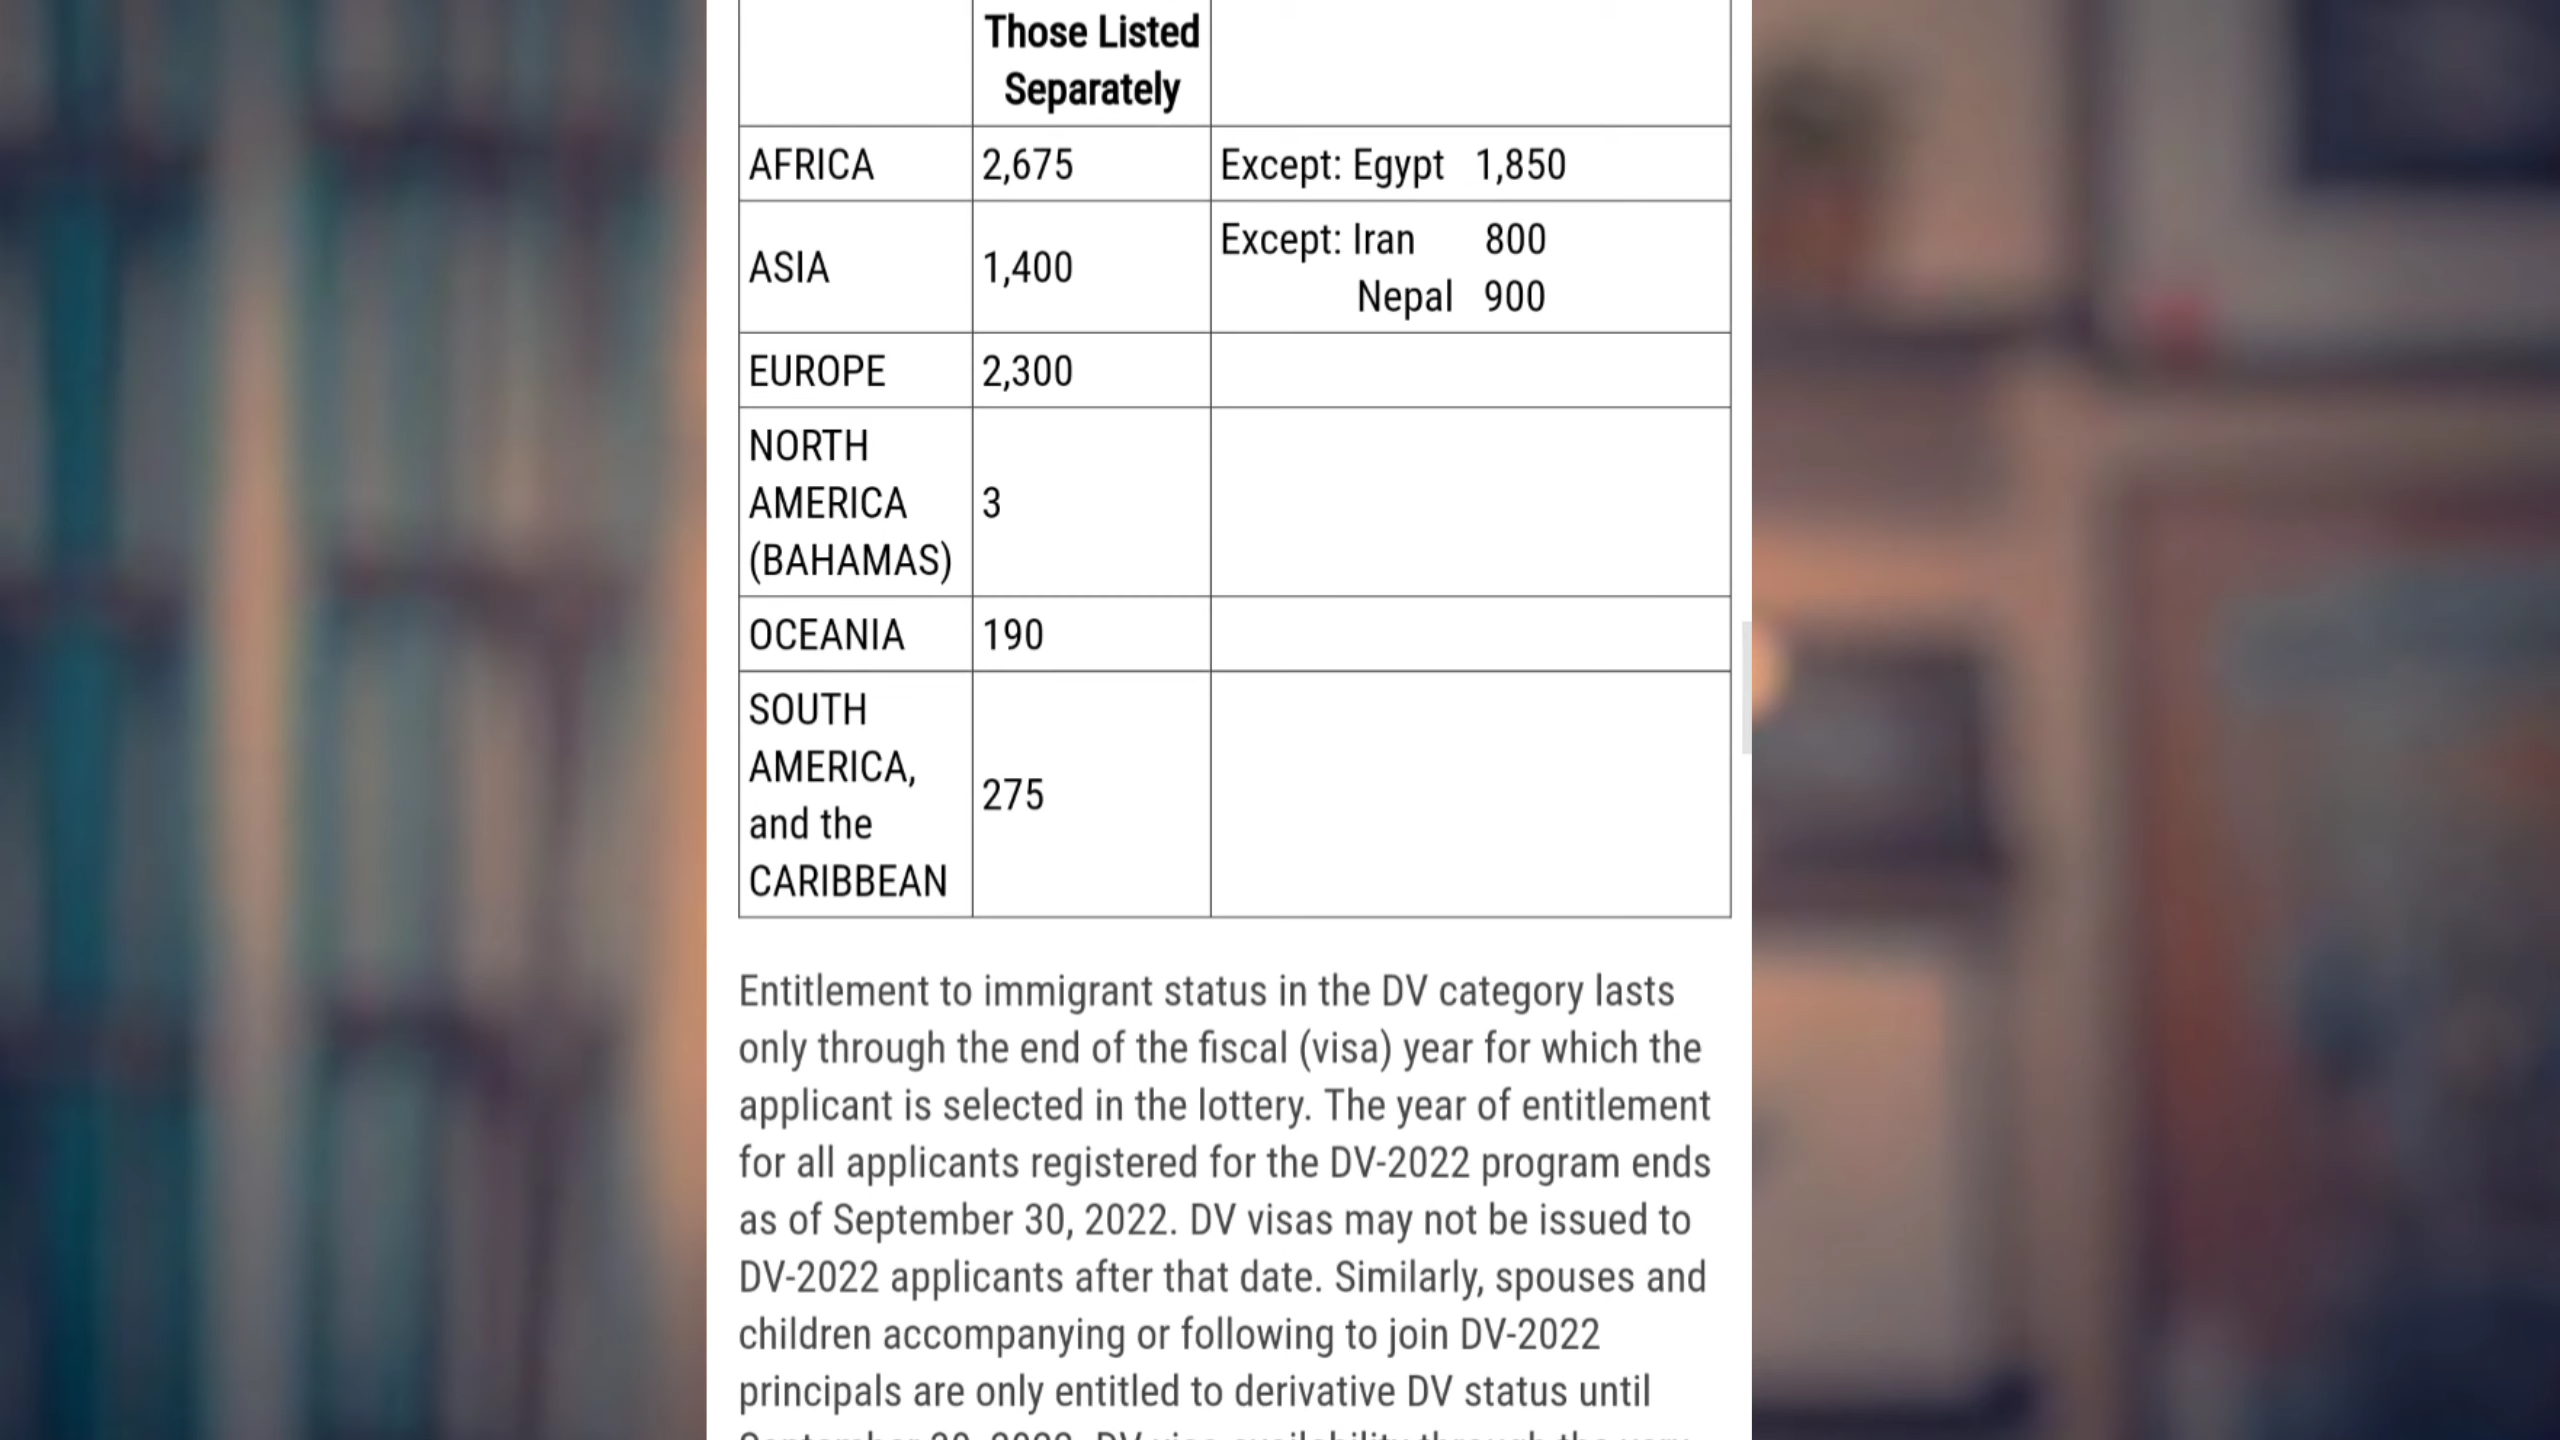 Those Listed
Separately
AFRICA 2,675 Except: Egypt 1,850
ASIA 1,400 Except: Iran 800
Nepal 900
EUROPE 2,300
NORTH
AMERICA
(BAHAMAS) 3
OCEANIA 190
SOUTH
AMERICA,
and the
CARIBBEAN 275
Entitlement to immigrant status in the DV category lasts
only through the end of the fiscal (visa) year for which the
applicant is selected in the lottery. The year of entitlement
for all applicants registered for the DV-2022 program ends
as of September 30, 2022. DV visas may not be issued to
DV-2022 applicants after that date. Similarly, spouses and
children accompanying or following to join DV-2022
principals are only entitled to derivative DV status until